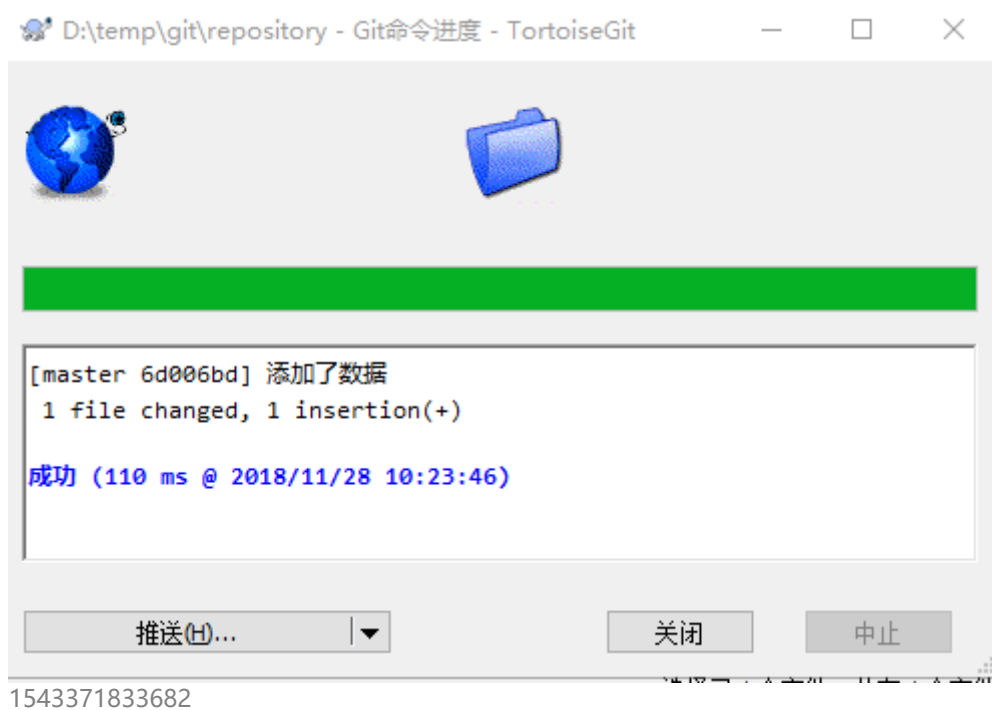 D:\temp\git\repository - Git命令进度 - TortoiseGit
[master 6d006bd] 添加了数据
1 file changed, 1 insertion(+)
成功 (110 ms @ 2018/11/28 10:23:46)
推送(H)...
关闭
中止
1543371833682